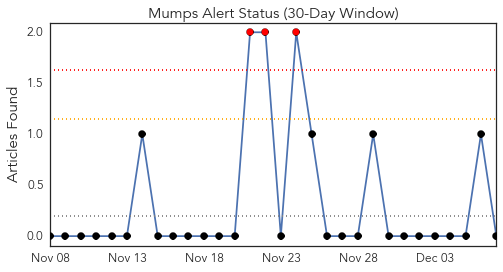 Mumps Alert Status (30-Day Window)
Articles Found
2.0
1.5
1.0
0.5
0.0
Nov 08 Nov 13 Nov 18 Nov 23 Nov 28 Dec 03